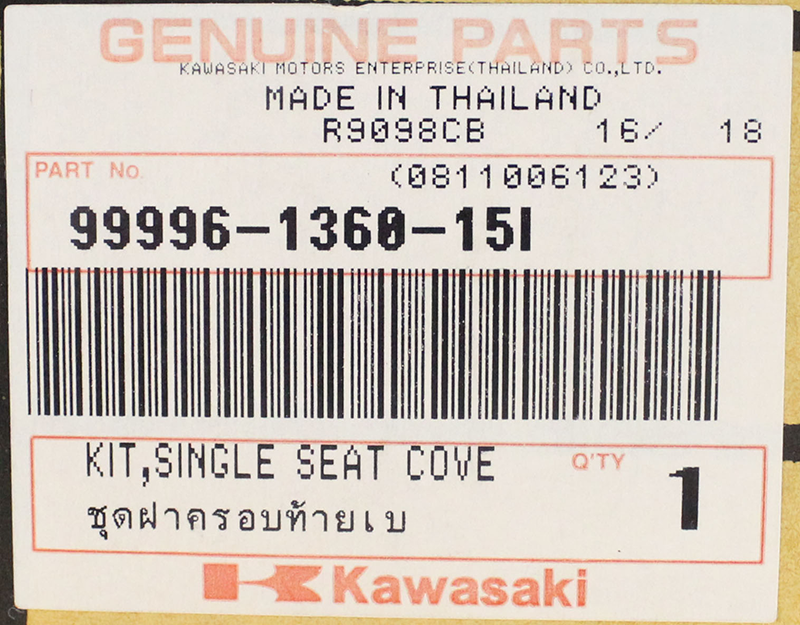 GENUINE PARTS
KAWASAKI MOTORS ENTERPRISE(THAILAND) CO.,LTD.
MADE IN THAILAND
R9098CB 16/ 18
PART No. (0811006123)
99996-1360-15I
KIT,SINGLE SEAT COVE Q'TY 1
ชุดฝาครอบท้ายเบ
Kawasaki